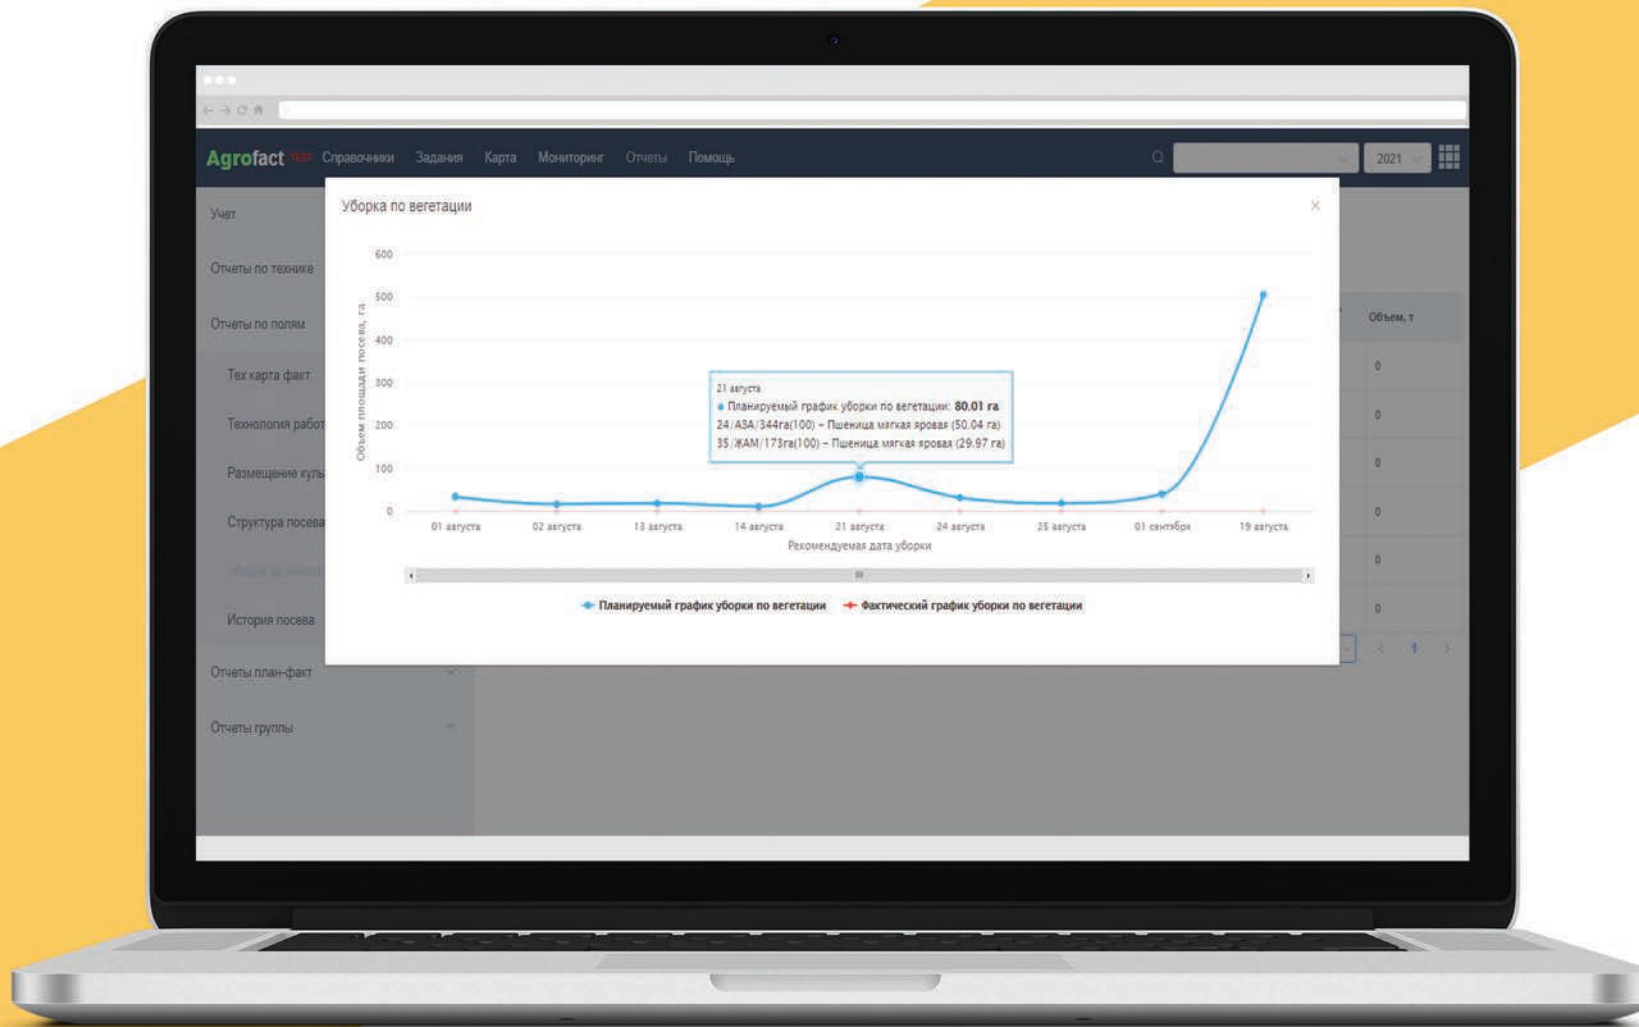 Agrofact TEST Справочники Задания Карта Мониторинг Отчеты Помощь 2021
Учет
Отчеты по технике
Отчеты по полям
Тех карта факт
Технология работ
Размещение куль
Структура посева
История посева
Отчеты план-факт
Отчеты группы
Уборка по вегетации
Объем площади посева, га
600
500
400
300
200
100
0
21 августа
Планируемый график уборки по вегетации: 80.01 га
24/АЗА/344га(100) – Пшеница мягкая яровая (50.04 га)
35/ЖАМ/173га(100) – Пшеница мягкая яровая (29.97 га)
01 августа 02 августа 13 августа 14 августа 21 августа 24 августа 25 августа 01 сентября 19 августа
Рекомендуемая дата уборки
Планируемый график уборки по вегетации Фактический график уборки по вегетации
Объем, т
0
0
0
0
0
0
1